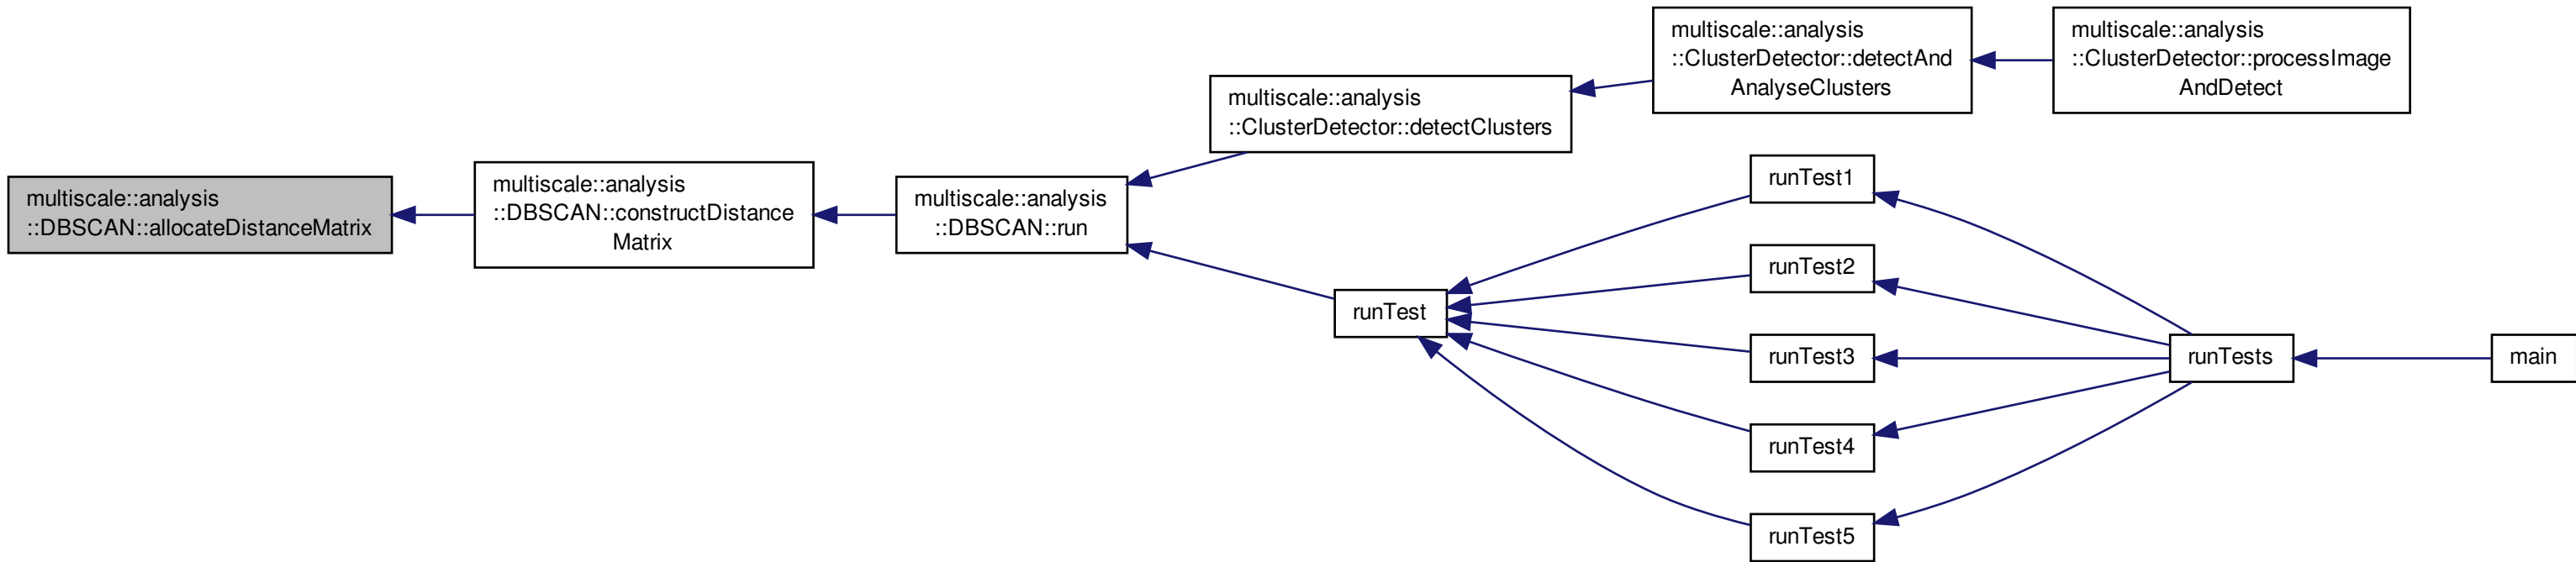 multiscale::analysis
::DBSCAN::allocateDistanceMatrix
multiscale::analysis
::DBSCAN::constructDistance
Matrix
multiscale::analysis
::DBSCAN::run
multiscale::analysis
::ClusterDetector::detectClusters
multiscale::analysis
::ClusterDetector::detectAnd
AnalyseClusters
multiscale::analysis
::ClusterDetector::processImage
AndDetect
runTest
runTest1
runTest2
runTest3
runTest4
runTest5
runTests
main